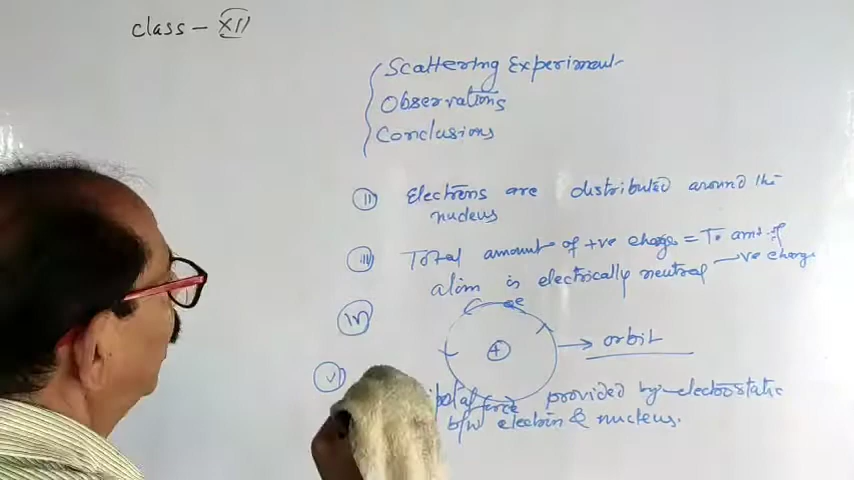 class - XII
Scattering Experiment
Observations
Conclusions
(ii) Electrons are distributed around the
nucleus
(iii) Total amount of +ve charge = To amt. of
atom is electrically neutral -ve charge
(iv)
e
+ → orbit
(v) force provided by electrostatic
b/w electron & nucleus.